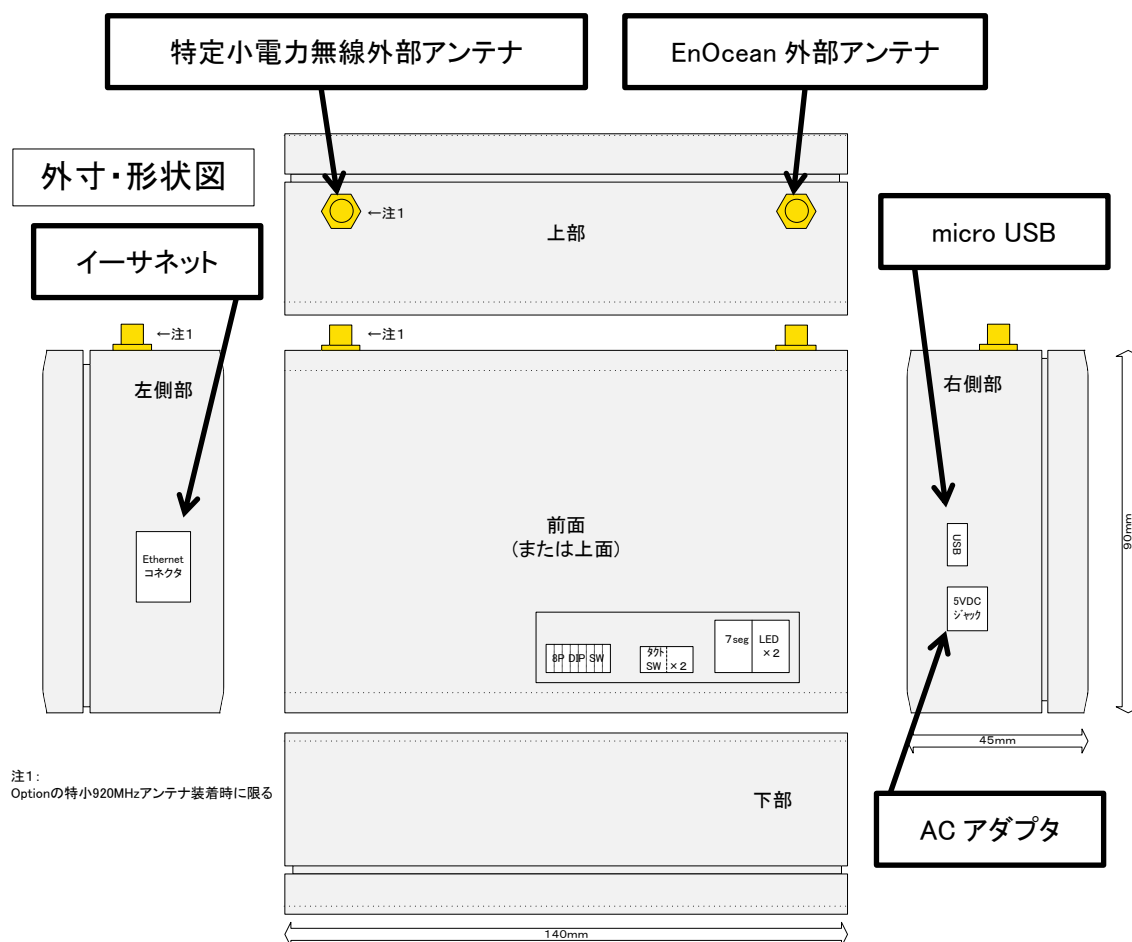 特定小電力無線外部アンテナ
EnOcean 外部アンテナ
外寸・形状図
←注1
上部
micro USB
イーサネット
←注1
←注1
左側部
右側部
前面
(または上面)
Ethernet
コネクタ
USB
5VDC
ジャック
90mm
8P DIP SW
タクト
SW ×2
7seg
LED
×2
45mm
注1:
Optionの特小920MHzアンテナ装着時に限る
下部
AC アダプタ
140mm